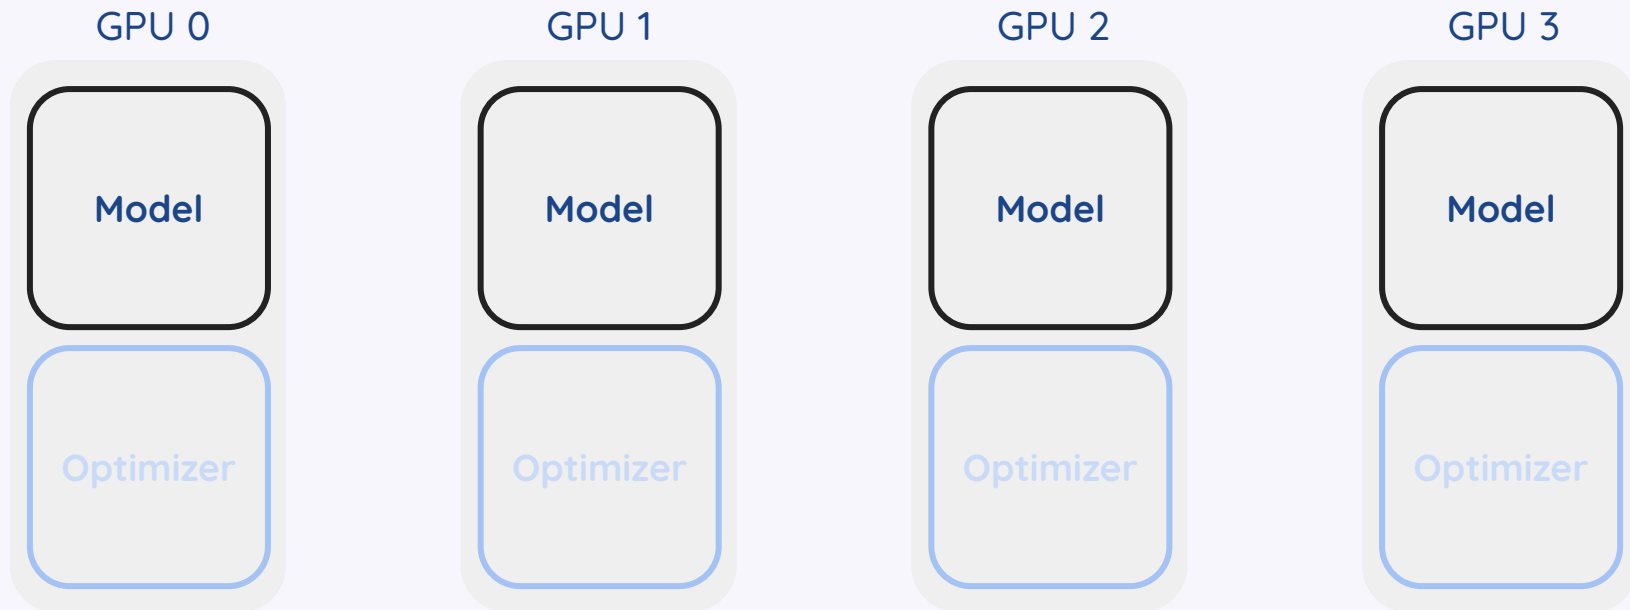 GPU 0
GPU 1
GPU 2
GPU 3
Model
Model
Model
Model
Optimizer
Optimizer
Optimizer
Optimizer